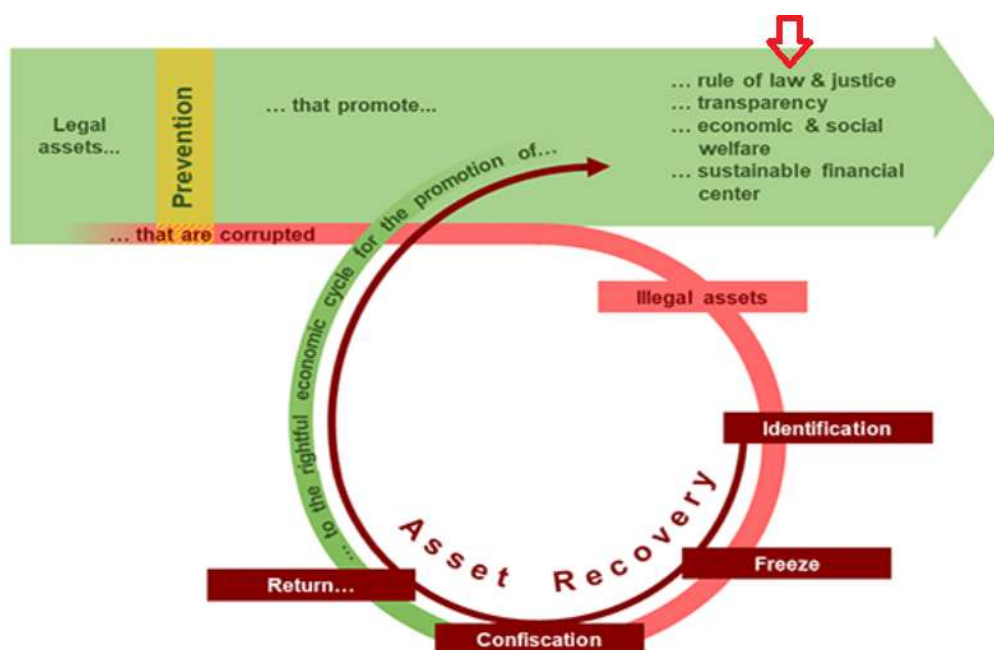 Legal
assets...
Prevention
... that promote...
... rule of law & justice
... transparency
... economic & social
welfare
... sustainable financial
center
... that are corrupted
Illegal assets
Identification
Freeze
Confiscation
Return...
... to the rightful economic cycle for the promotion of...
Asset Recovery